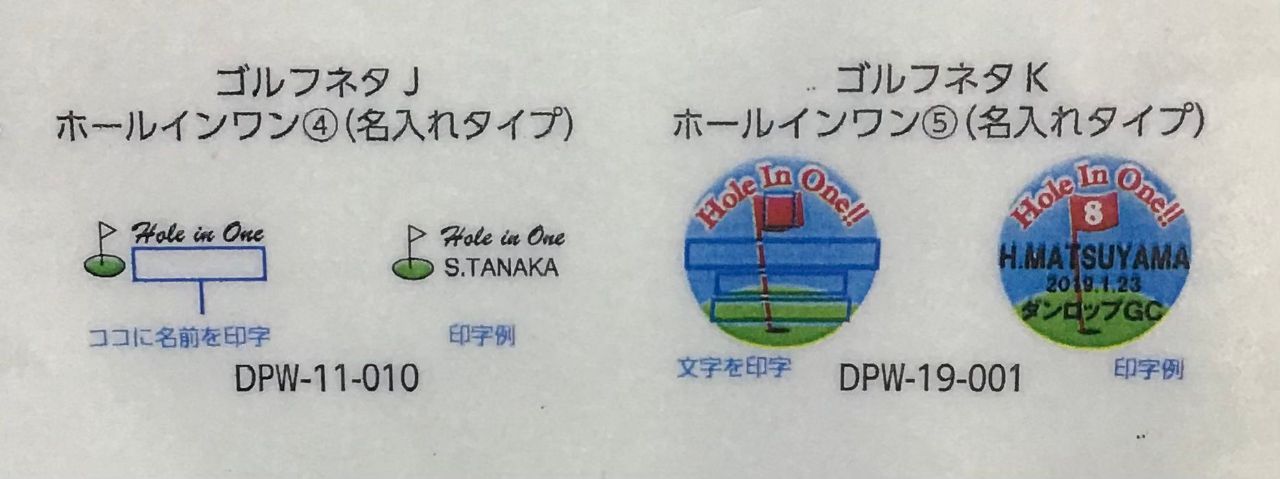 ゴルフネタ J
ホールインワン④(名入れタイプ)
Hole in One
ココに名前を印字
Hole in One
S.TANAKA
印字例
DPW-11-010
ゴルフネタ K
ホールインワン⑤(名入れタイプ)
Hole In One!!
文字を印字
Hole In One!!
8
H.MATSUYAMA
2019.1.23
ダンロップGC
印字例
DPW-19-001